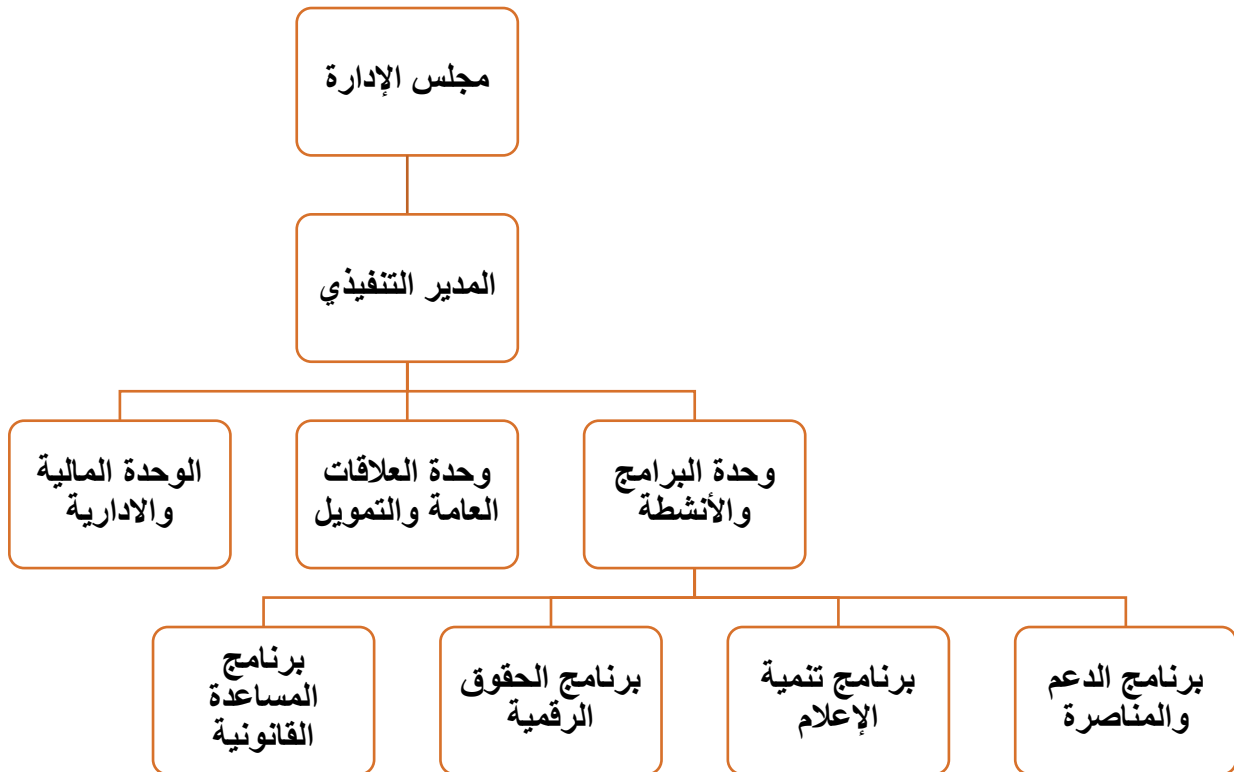 مجلس الإدارة
المدير التنفيذي
وحدة البرامج
والأنشطة
وحدة العلاقات
العامة والتمويل
الوحدة المالية
والادارية
برنامج الدعم
والمناصرة
برنامج تنمية
الإعلام
برنامج الحقوق
الرقمية
برنامج
المساعدة
القانونية